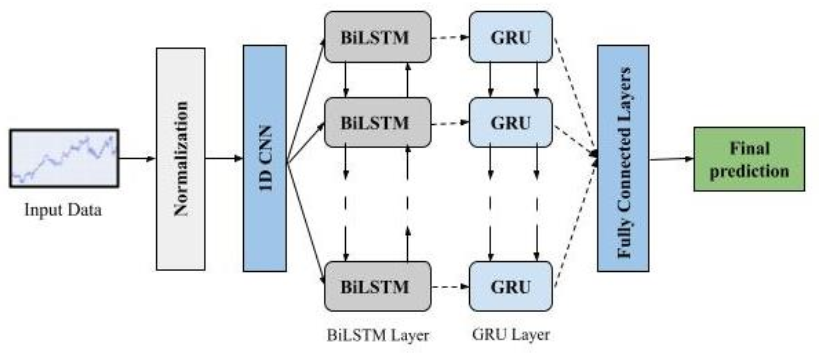 Input Data
Normalization
1D CNN
BiLSTM
BiLSTM
BiLSTM
BiLSTM Layer
GRU
GRU
GRU
GRU Layer
Fully Connected Layers
Final
prediction